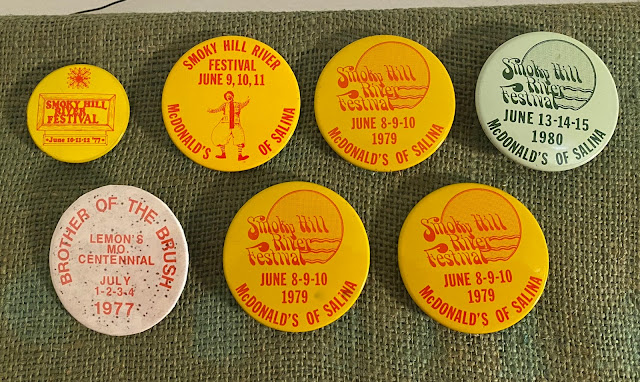 SMOKY HILL
RIVER
FESTIVAL
June 10-11-12 '77
SMOKY HILL RIVER
FESTIVAL
JUNE 9, 10, 11
McDONALD'S OF SALINA
Smoky Hill
River
Festival
JUNE 8-9-10
1979
McDONALD'S OF SALINA
Smoky Hill
River
Festival
JUNE 13-14-15
1980
McDONALD'S OF SALINA
BROTHER OF THE BRUSH
LEMON'S
MO.
CENTENNIAL
JULY
1-2-3-4
1977
Smoky Hill
River
Festival
JUNE 8-9-10
1979
McDONALD'S OF SALINA
Smoky Hill
River
Festival
JUNE 8-9-10
1979
McDONALD'S OF SALINA